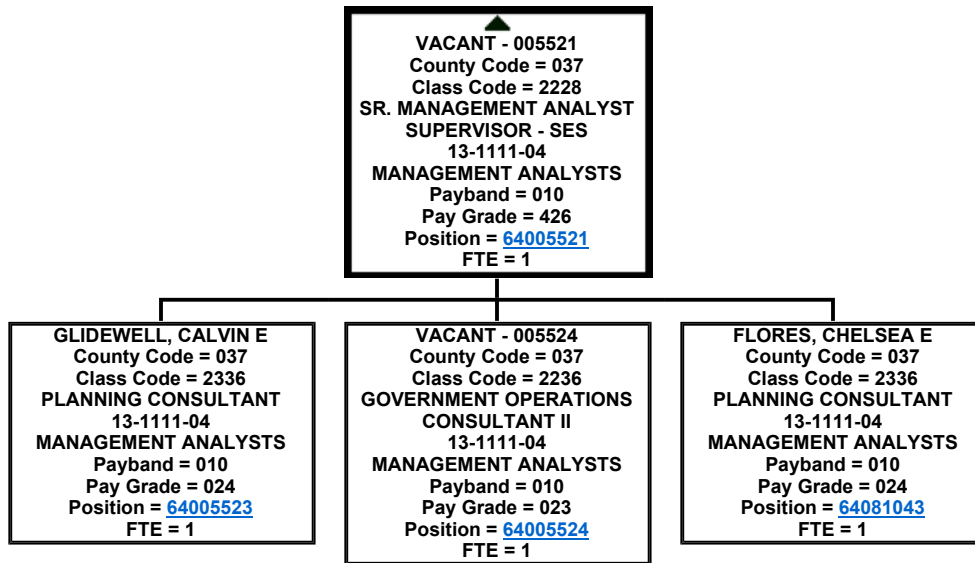 VACANT - 005521
County Code = 037
Class Code = 2228
SR. MANAGEMENT ANALYST
SUPERVISOR - SES
13-1111-04
MANAGEMENT ANALYSTS
Payband = 010
Pay Grade = 426
Position = 64005521
FTE = 1
GLIDEWELL, CALVIN E
County Code = 037
Class Code = 2336
PLANNING CONSULTANT
13-1111-04
MANAGEMENT ANALYSTS
Payband = 010
Pay Grade = 024
Position = 64005523
FTE = 1
VACANT - 005524
County Code = 037
Class Code = 2236
GOVERNMENT OPERATIONS
CONSULTANT II
13-1111-04
MANAGEMENT ANALYSTS
Payband = 010
Pay Grade = 023
Position = 64005524
FTE = 1
FLORES, CHELSEA E
County Code = 037
Class Code = 2336
PLANNING CONSULTANT
13-1111-04
MANAGEMENT ANALYSTS
Payband = 010
Pay Grade = 024
Position = 64081043
FTE = 1